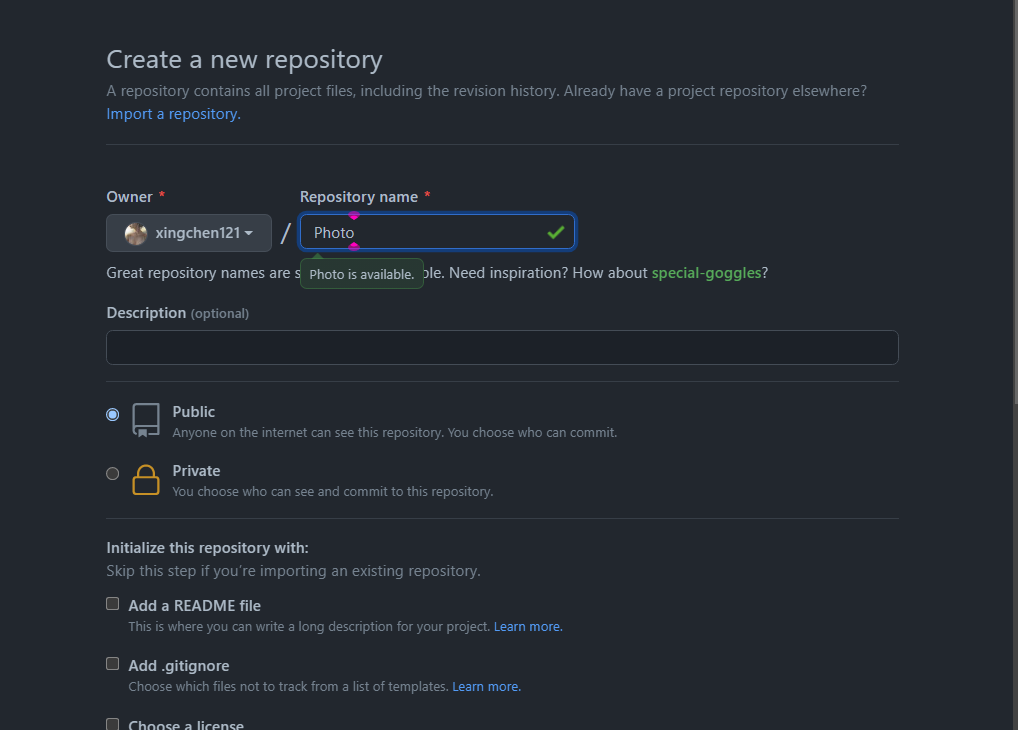 Create a new repository
A repository contains all project files, including the revision history. Already have a project repository elsewhere?
Import a repository.
Owner *
Repository name *
xingchen121
/
Photo
Great repository names are
Photo is available.
Need inspiration? How about special-goggles?
Description (optional)
Public
Anyone on the internet can see this repository. You choose who can commit.
Private
You choose who can see and commit to this repository.
Initialize this repository with:
Skip this step if you’re importing an existing repository.
Add a README file
This is where you can write a long description for your project. Learn more.
Add .gitignore
Choose which files not to track from a list of templates. Learn more.
Choose a license